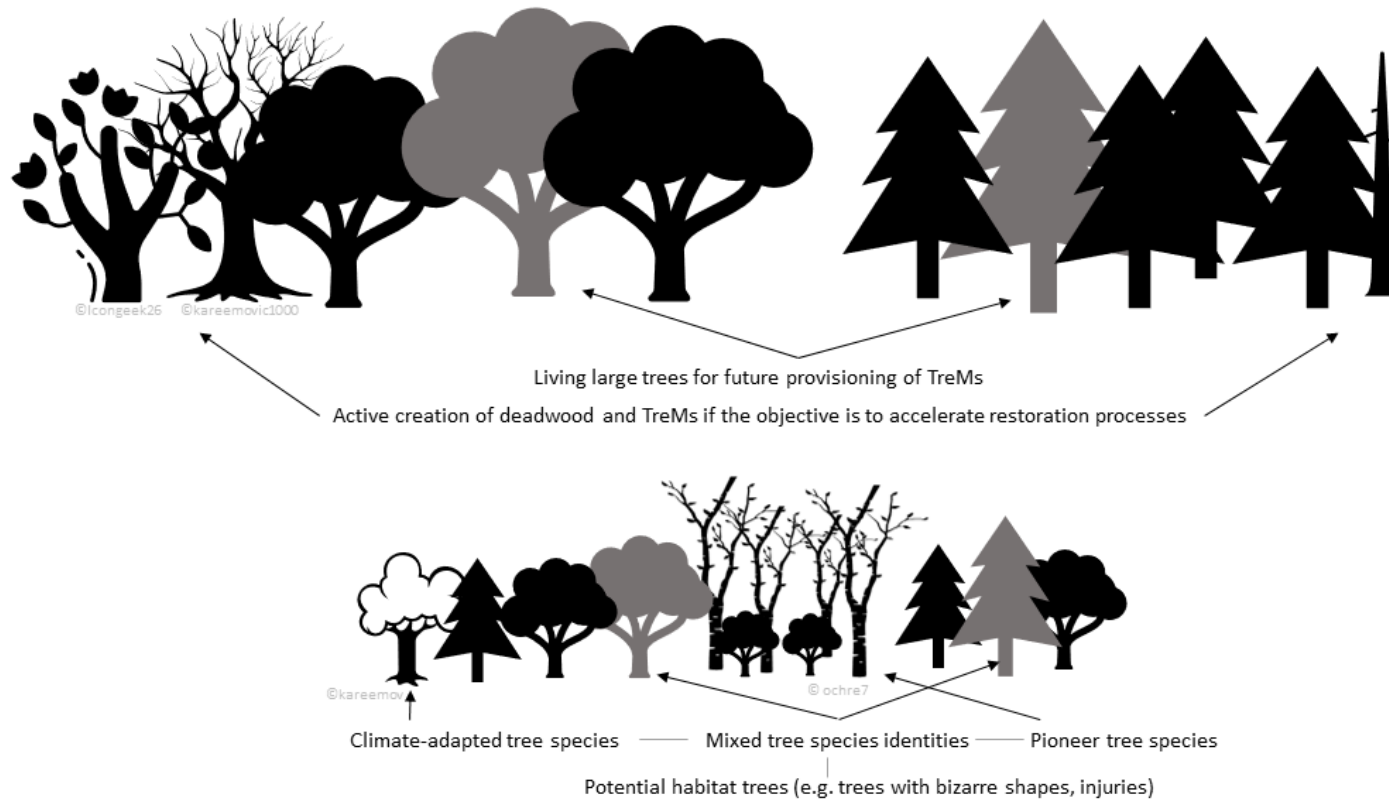 ©Icongeek26 ©kareemovic1000
Living large trees for future provisioning of TreMs
Active creation of deadwood and TreMs if the objective is to accelerate restoration processes
©kareemov
© ochre7
Climate-adapted tree species
Mixed tree species identities
Pioneer tree species
Potential habitat trees (e.g. trees with bizarre shapes, injuries)